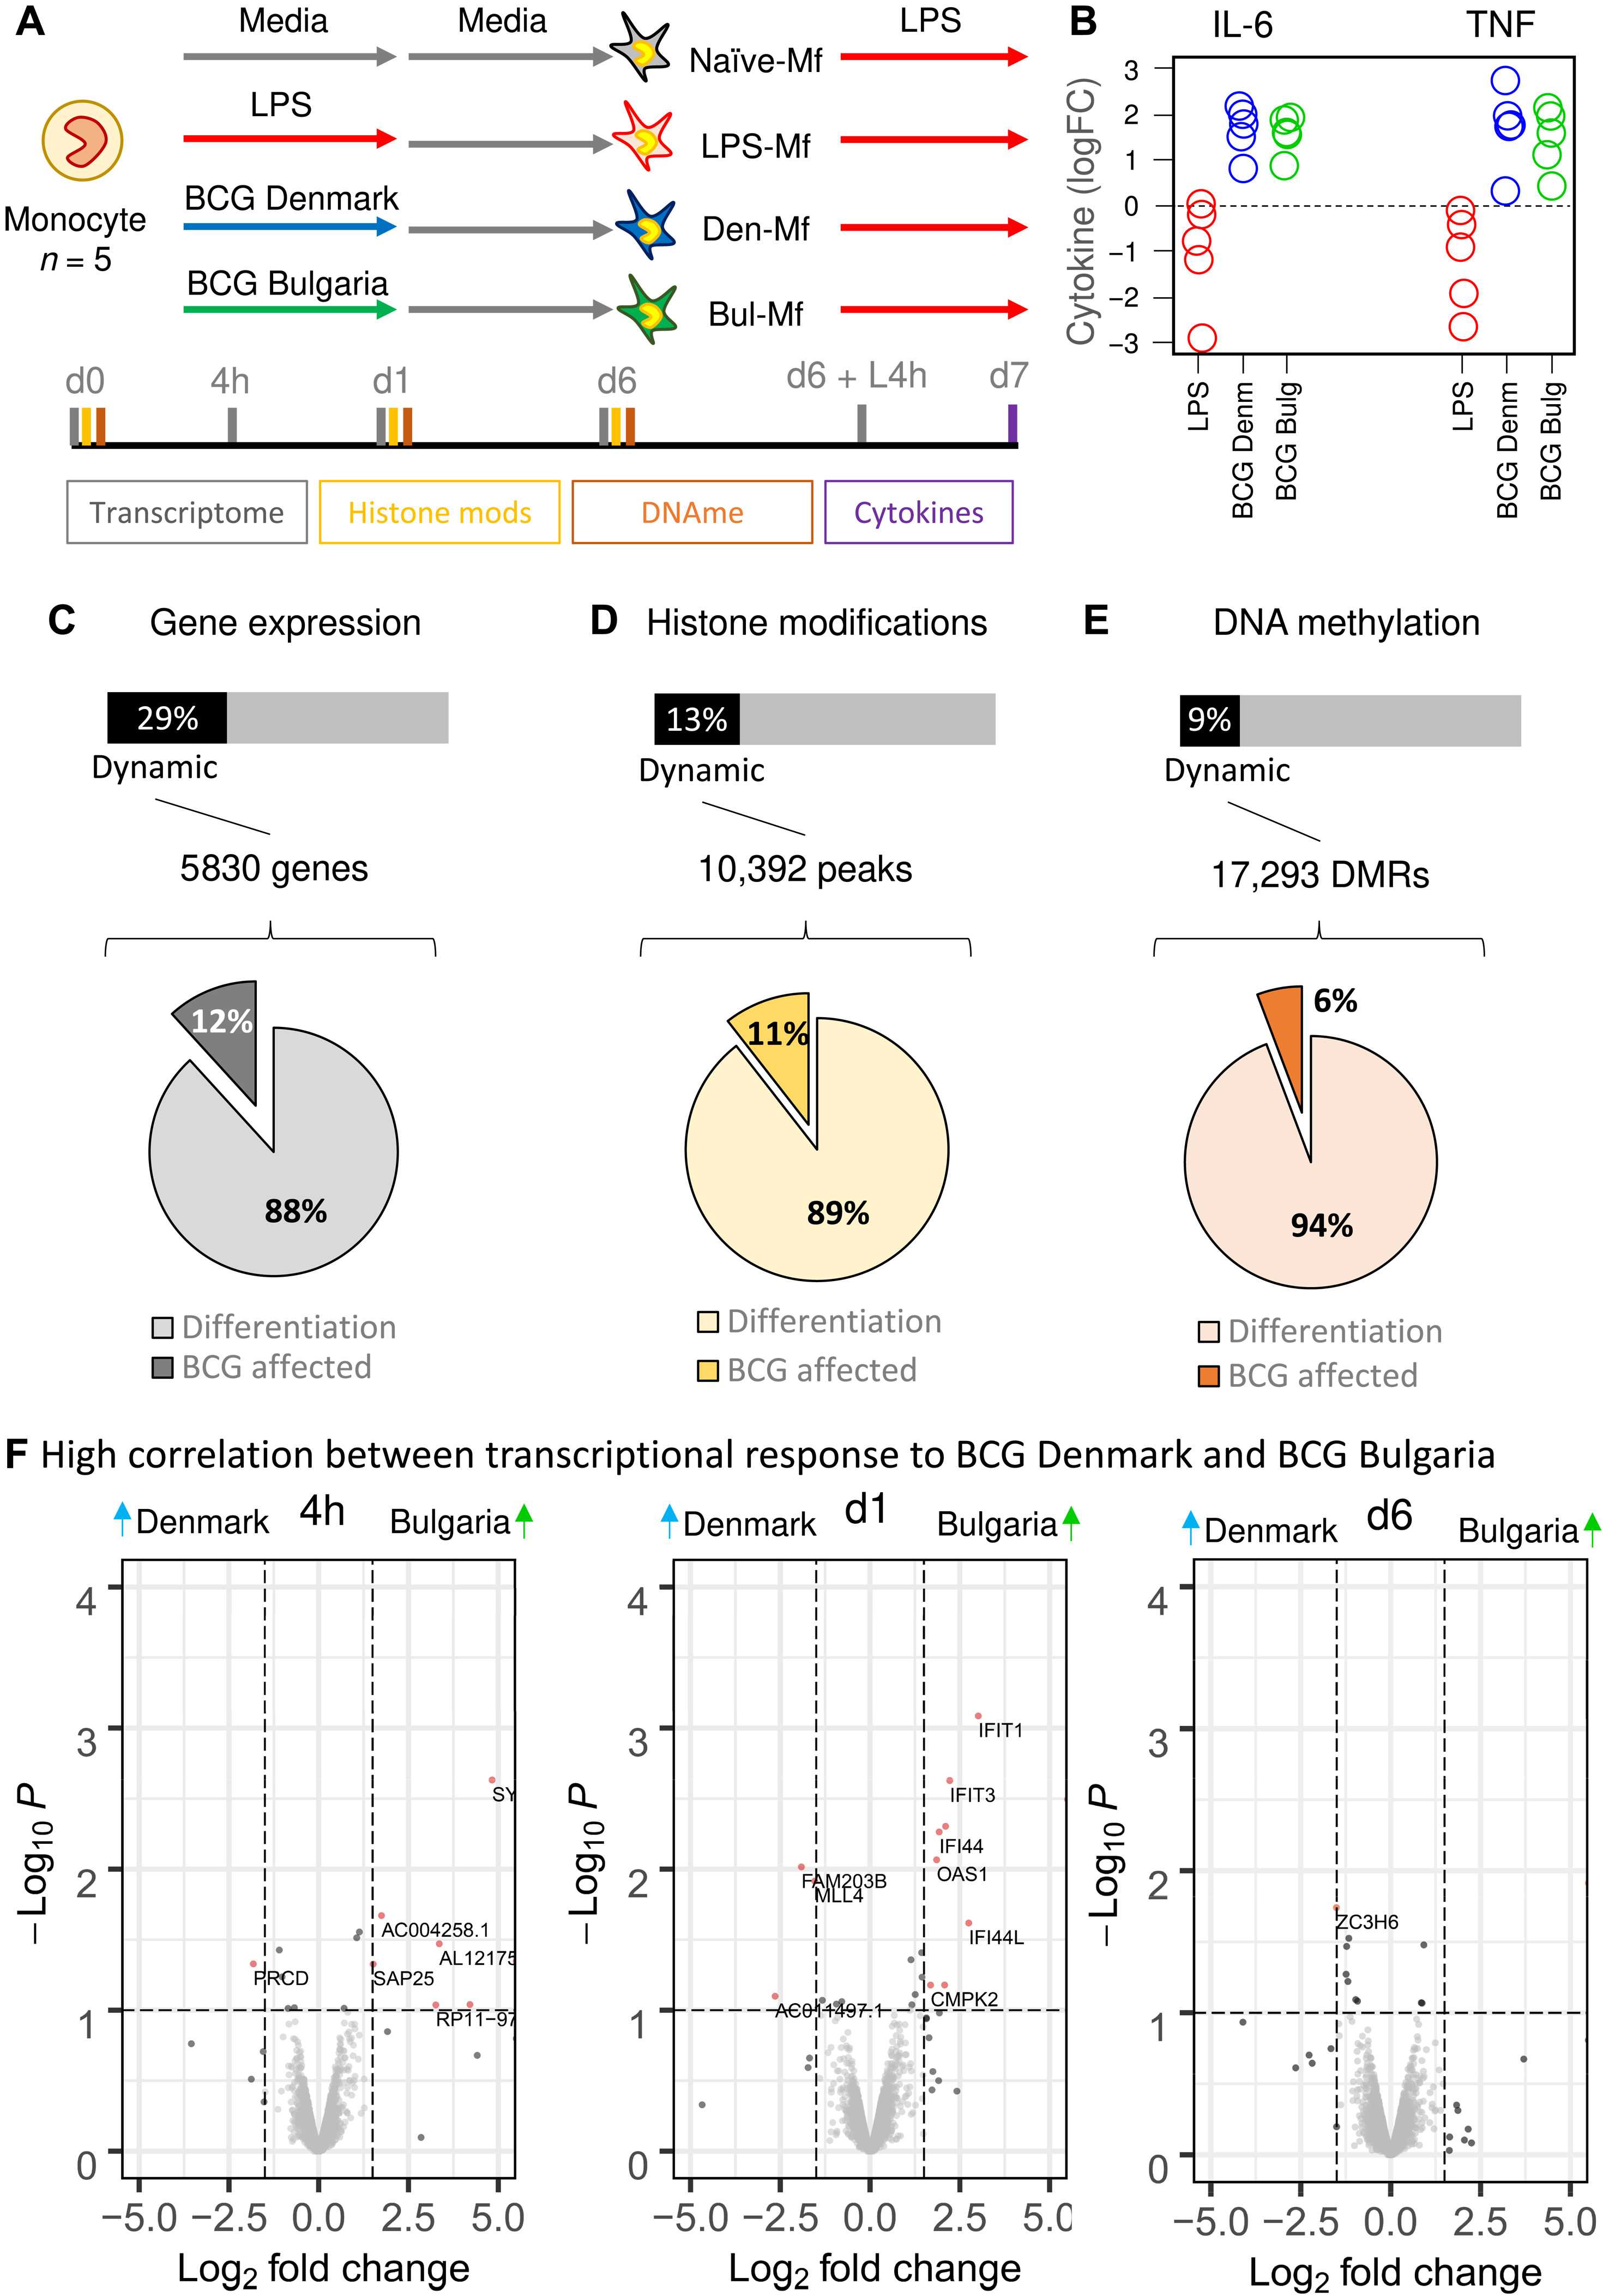 A
Media
Media
LPS
Naïve-Mf
LPS
LPS-Mf
Monocyte
n = 5
BCG Denmark
Den-Mf
BCG Bulgaria
Bul-Mf
d0
4h
d1
d6
d6 + L4h
d7
Transcriptome
Histone mods
DNAme
Cytokines
B
IL-6
TNF
Cytokine (logFC)
3
2
1
0
−1
−2
−3
LPS
BCG Denm
BCG Bulg
LPS
BCG Denm
BCG Bulg
C
Gene expression
29%
Dynamic
5830 genes
12%
88%
Differentiation
BCG affected
D
Histone modifications
13%
Dynamic
10,392 peaks
11%
89%
Differentiation
BCG affected
E
DNA methylation
9%
Dynamic
17,293 DMRs
6%
94%
Differentiation
BCG affected
F High correlation between transcriptional response to BCG Denmark and BCG Bulgaria
Denmark
4h
Bulgaria
−Log10 P
4
3
2
1
0
SY
AC004258.1
AL12175
PRCD
SAP25
RP11−97
−5.0
−2.5
0.0
2.5
5.0
Log2 fold change
Denmark
d1
Bulgaria
−Log10 P
4
3
2
1
0
IFIT1
IFIT3
IFI44
OAS1
FAM203B
MLL4
IFI44L
CMPK2
AC011497.1
−5.0
−2.5
0.0
2.5
5.0
Log2 fold change
Denmark
d6
Bulgaria
−Log10 P
4
3
2
1
0
ZC3H6
−5.0
−2.5
0.0
2.5
5.0
Log2 fold change